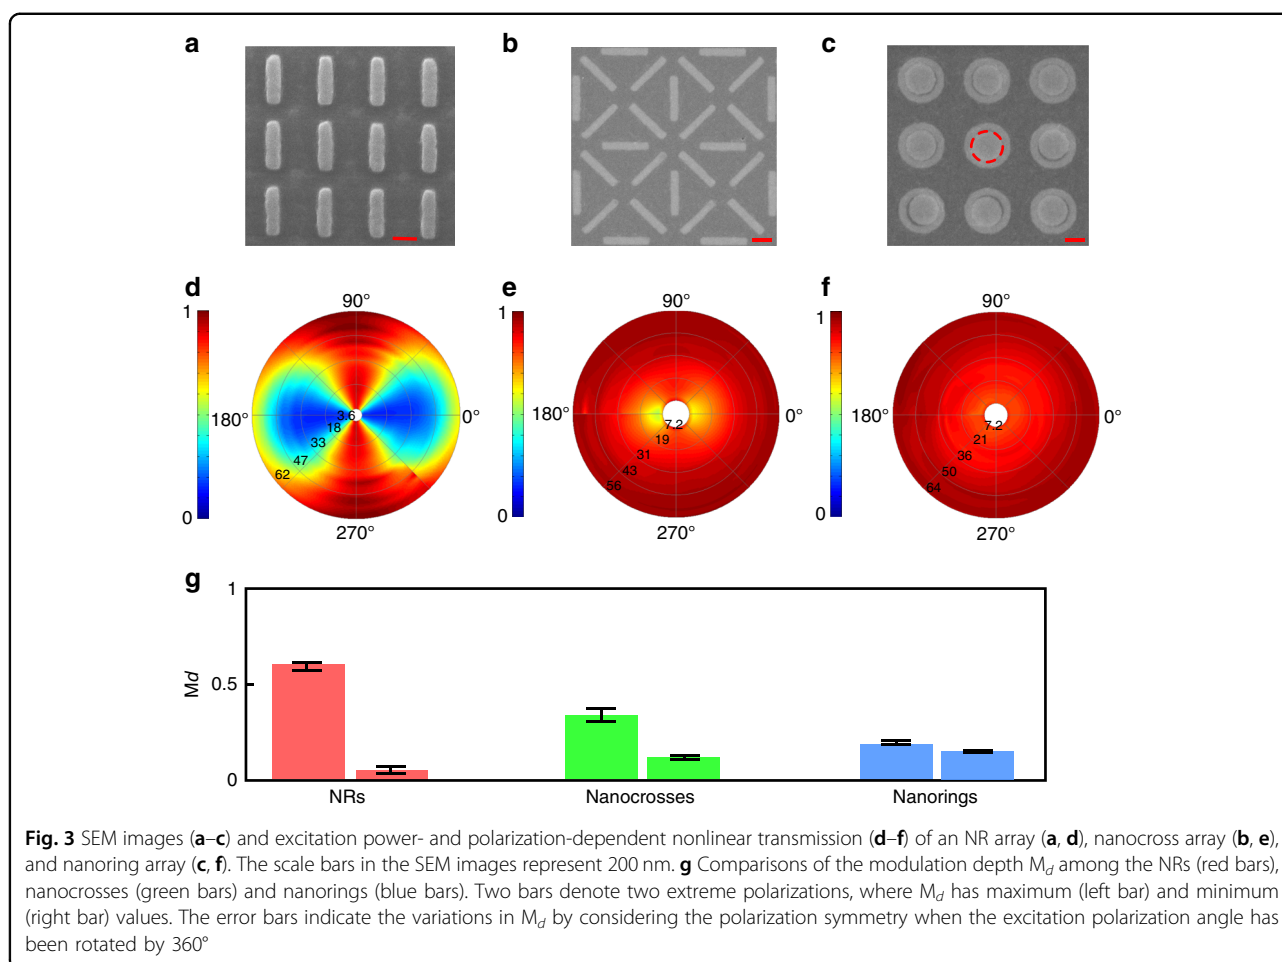 a
b
c
d
e
f
1
0
90°
180°
0°
270°
3.6
18
33
47
62
1
0
90°
180°
0°
270°
7.2
19
31
43
56
1
0
90°
180°
0°
270°
7.2
21
36
50
64
g
1
0.5
0
Md
NRs
Nanocrosses
Nanorings
Fig. 3 SEM images (a–c) and excitation power- and polarization-dependent nonlinear transmission (d–f) of an NR array (a, d), nanocross array (b, e),
and nanoring array (c, f). The scale bars in the SEM images represent 200 nm. g Comparisons of the modulation depth Md among the NRs (red bars),
nanocrosses (green bars) and nanorings (blue bars). Two bars denote two extreme polarizations, where Md has maximum (left bar) and minimum
(right bar) values. The error bars indicate the variations in Md by considering the polarization symmetry when the excitation polarization angle has
been rotated by 360°